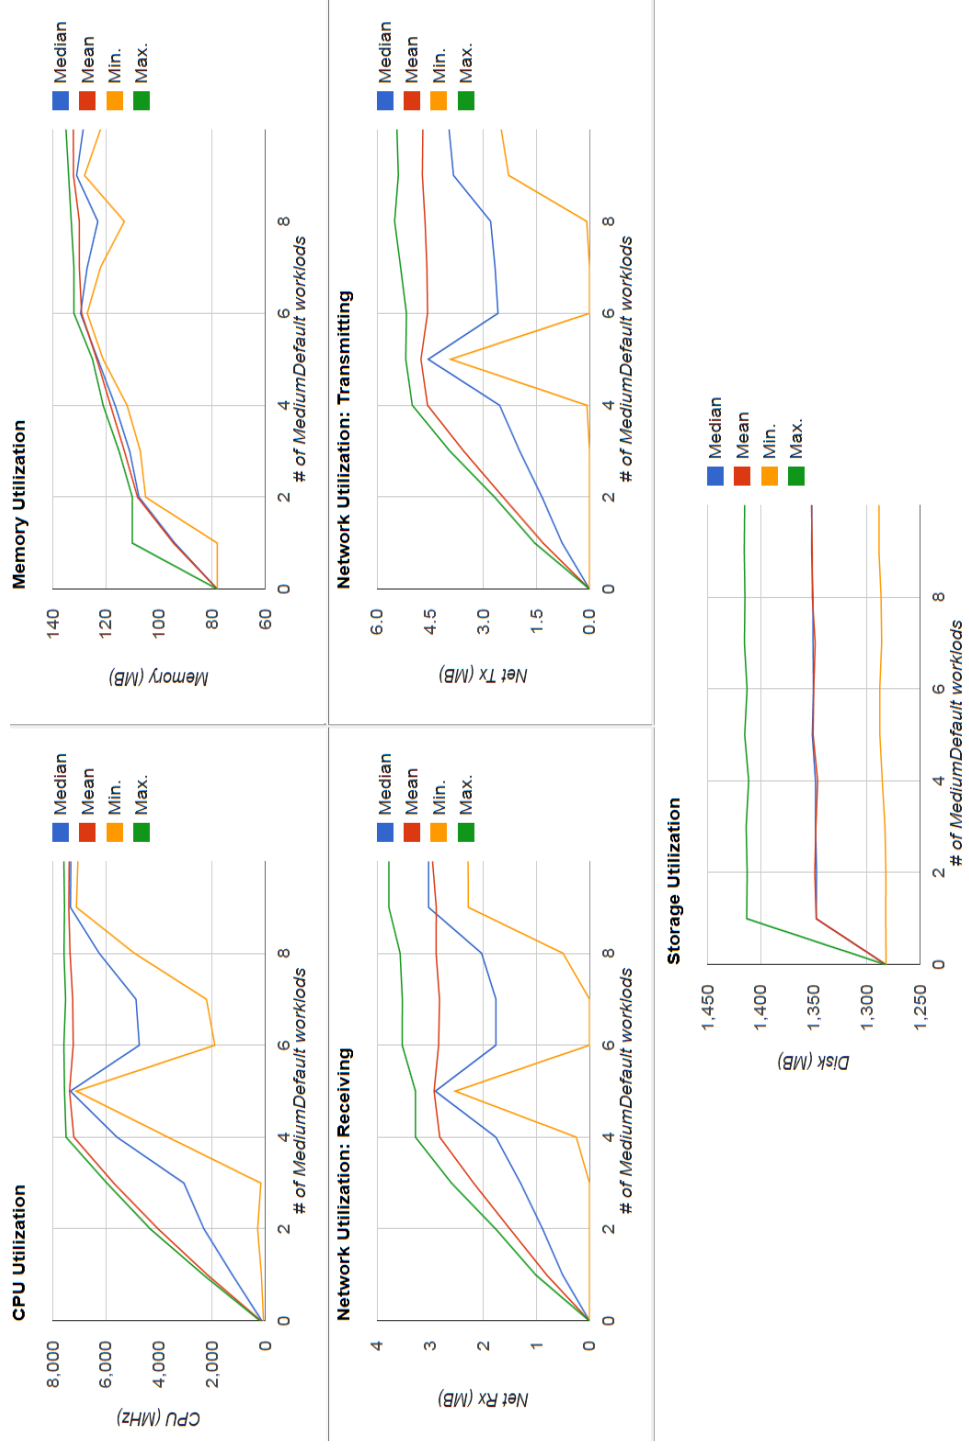 CPU Utilization
8,000
6,000
4,000
2,000
0
CPU (MHz)
0
2
4
6
8
# of MediumDefault worklods
Median
Mean
Min.
Max.
Memory Utilization
140
120
100
80
60
Memory (MB)
0
2
4
6
8
# of MediumDefault worklods
Median
Mean
Min.
Max.
Network Utilization: Receiving
4
3
2
1
0
Net Rx (MB)
0
2
4
6
8
# of MediumDefault worklods
Median
Mean
Min.
Max.
Network Utilization: Transmitting
6.0
4.5
3.0
1.5
0.0
Net Tx (MB)
0
2
4
6
8
# of MediumDefault worklods
Median
Mean
Min.
Max.
Storage Utilization
1,450
1,400
1,350
1,300
1,250
Disk (MB)
0
2
4
6
8
# of MediumDefault worklods
Median
Mean
Min.
Max.